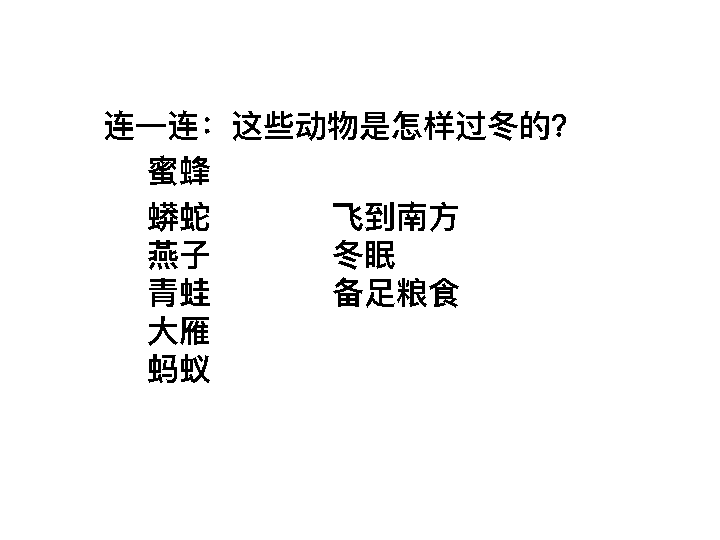 连一连：这些动物是怎样过冬的？
蜜蜂
蟒蛇 飞到南方
燕子 冬眠
青蛙 备足粮食
大雁
蚂蚁